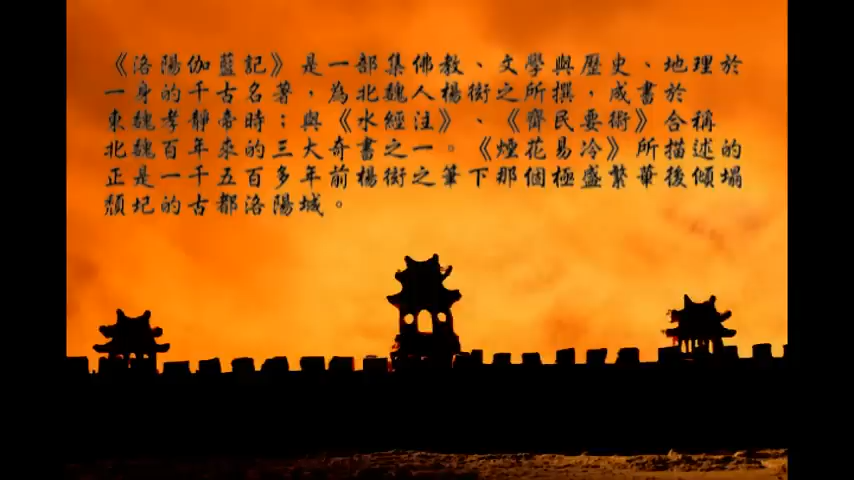 《洛陽伽藍記》是一部集佛教、文學與歷史、地理於
一身的千古名著，為北魏人楊衒之所撰，成書於
東魏孝靜帝時；與《水經注》、《齊民要術》合稱
北魏百年來的三大奇書之一。《煙花易冷》所描述的
正是一千五百多年前楊衒之筆下那個極盛繁華後傾塌
頹圮的古都洛陽城。